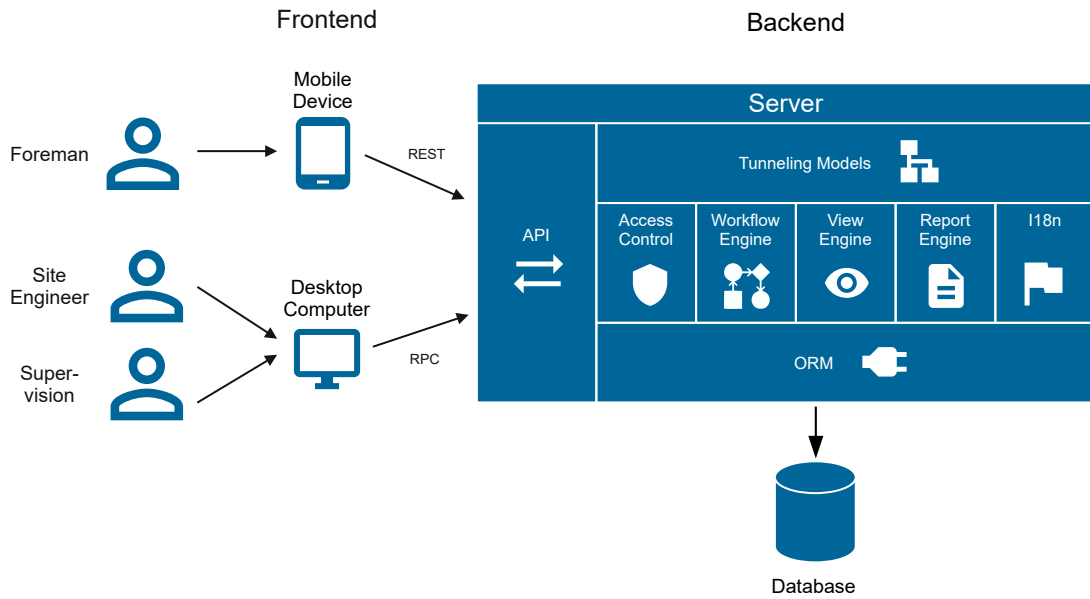 Frontend
Backend
Mobile
Device
Server
Foreman
REST
Tunneling Models
API
Access
Control
Workflow
Engine
View
Engine
Report
Engine
I18n
Site
Engineer
Desktop
Computer
RPC
Super-
vision
ORM
Database